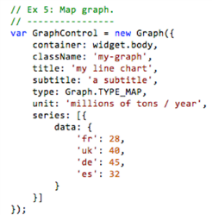 // Ex 5: Map graph.
// ---------------
var GraphControl = new Graph({
    container: widget.body,
    className: 'my-graph',
    title: 'my line chart',
    subtitle: 'a subtitle',
    type: Graph.TYPE_MAP,
    unit: 'millions of tons / year',
    series: [{
        data: {
            'fr': 28,
            'uk': 40,
            'de': 45,
            'es': 32
        }
    }]
});